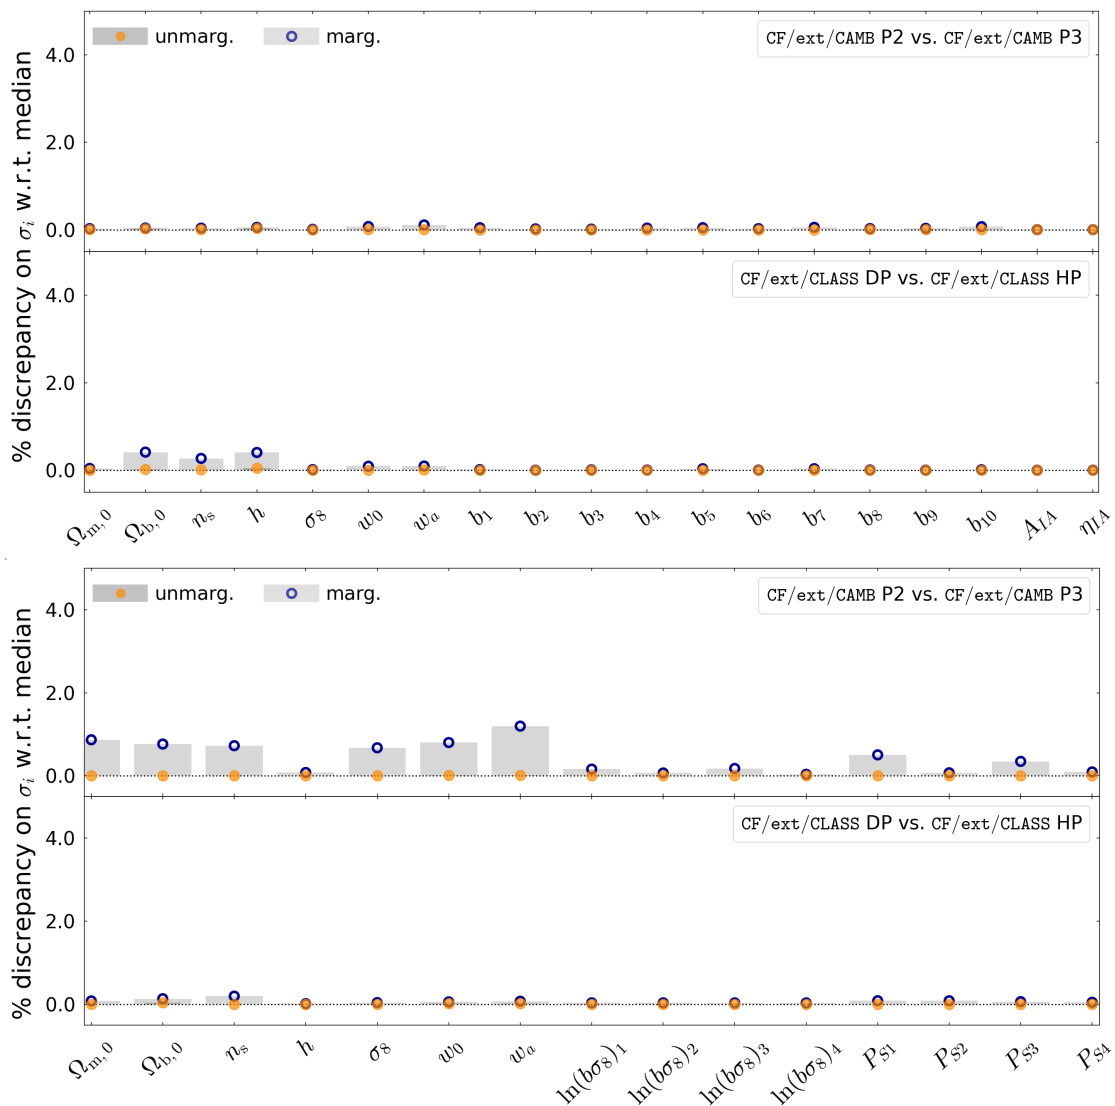 unmarg. marg. CF/ext/CAMB P2 vs. CF/ext/CAMB P3
4.0
2.0
0.0
% discrepancy on σᵢ w.r.t. median
CF/ext/CLASS DP vs. CF/ext/CLASS HP
4.0
2.0
0.0
Ωm, 0 Ωb, 0 ns h σ8 w0 wa b1 b2 b3 b4 b5 b6 b7 b8 b9 b10 AIA ηIA
unmarg. marg. CF/ext/CAMB P2 vs. CF/ext/CAMB P3
4.0
2.0
0.0
% discrepancy on σᵢ w.r.t. median
CF/ext/CLASS DP vs. CF/ext/CLASS HP
4.0
2.0
0.0
Ωm, 0 Ωb, 0 ns h σ8 w0 wa ln(bσ8)1 ln(bσ8)2 ln(bσ8)3 ln(bσ8)4 PS1 PS2 PS3 PS4